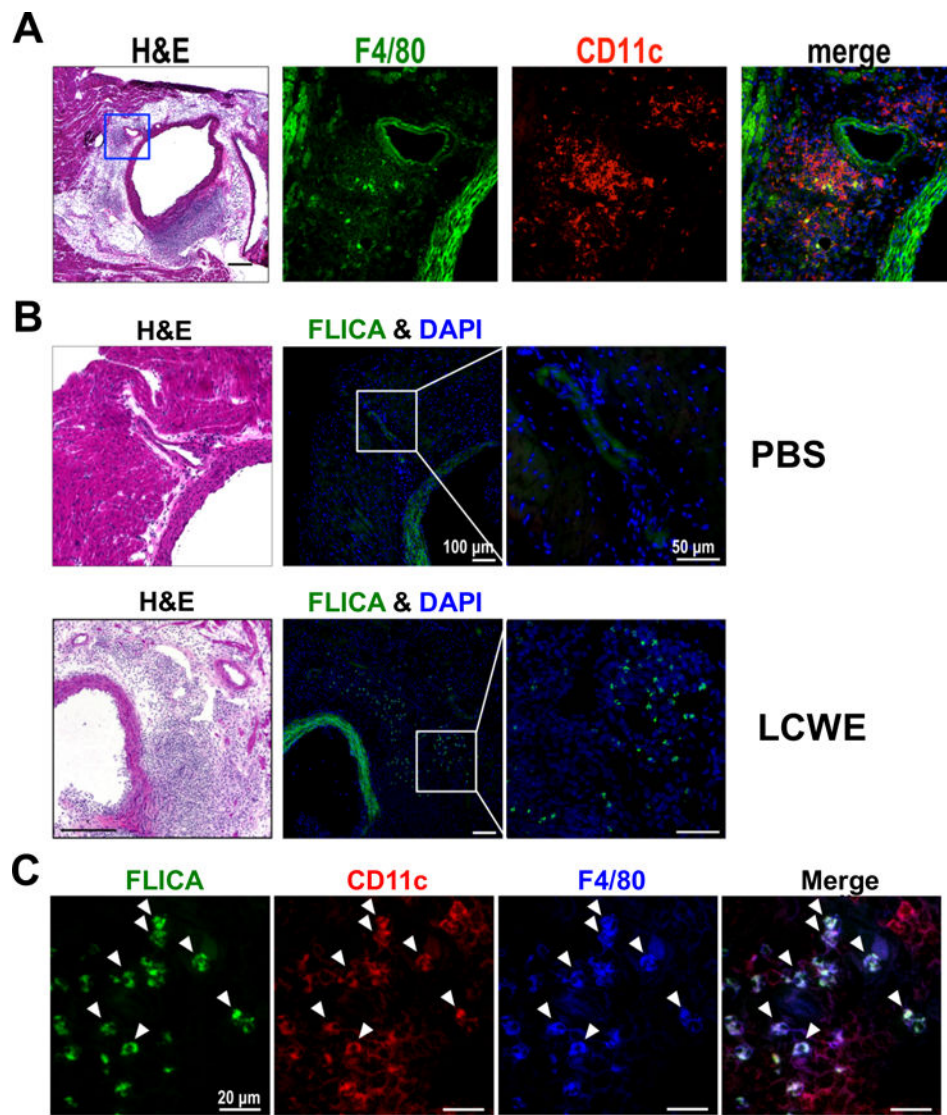 A
H&E F4/80 CD11c merge
B
H&E FLICA & DAPI
PBS
100 µm 50 µm
H&E FLICA & DAPI
LCWE
C
FLICA CD11c F4/80 Merge
20 µm